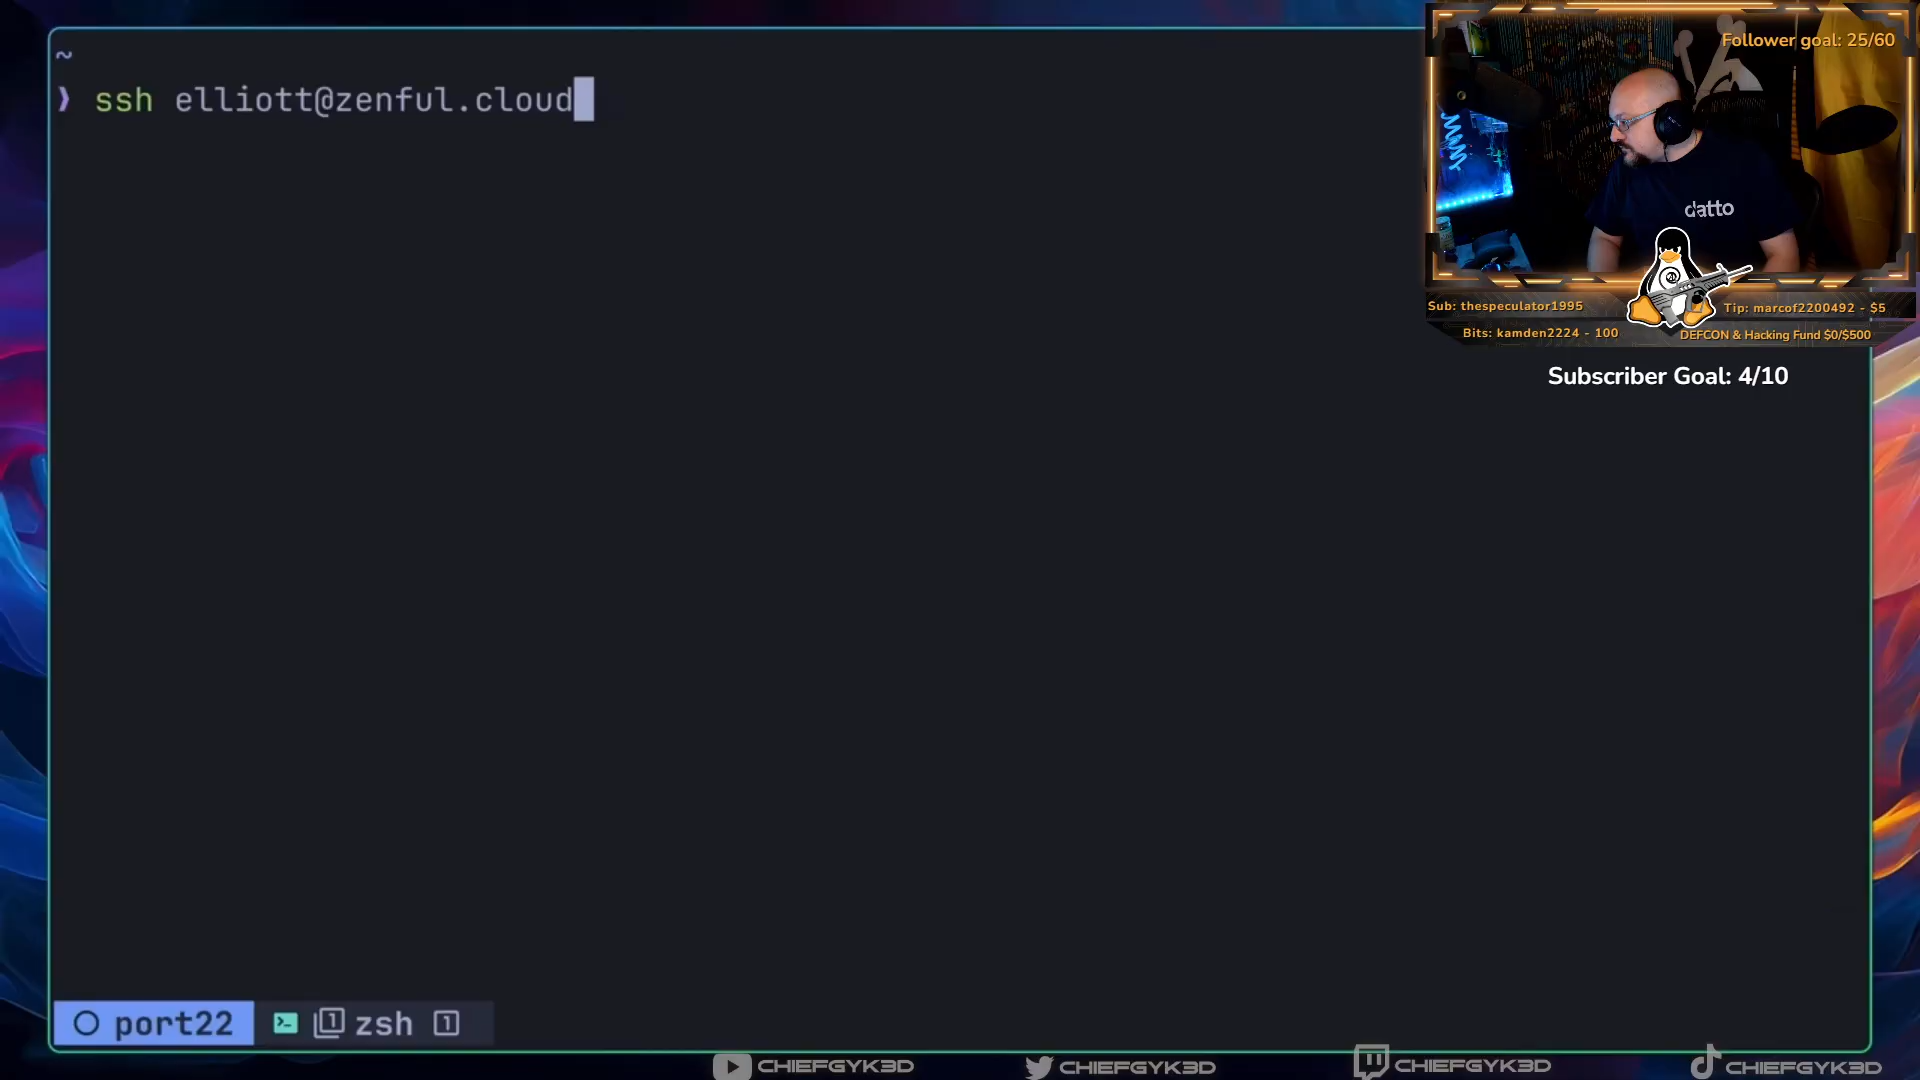 ~
❯ ssh elliott@zenful.cloud
port22 1 zsh 1
Follower goal: 25/60
datto
Sub: thespeculator1995
Tip: marcof2200492 - $5
Bits: kamden2224 - 100
DEFCON & Hacking Fund $0/$500
Subscriber Goal: 4/10
CHIEFGYK3D
CHIEFGYK3D
CHIEFGYK3D
CHIEFGYK3D